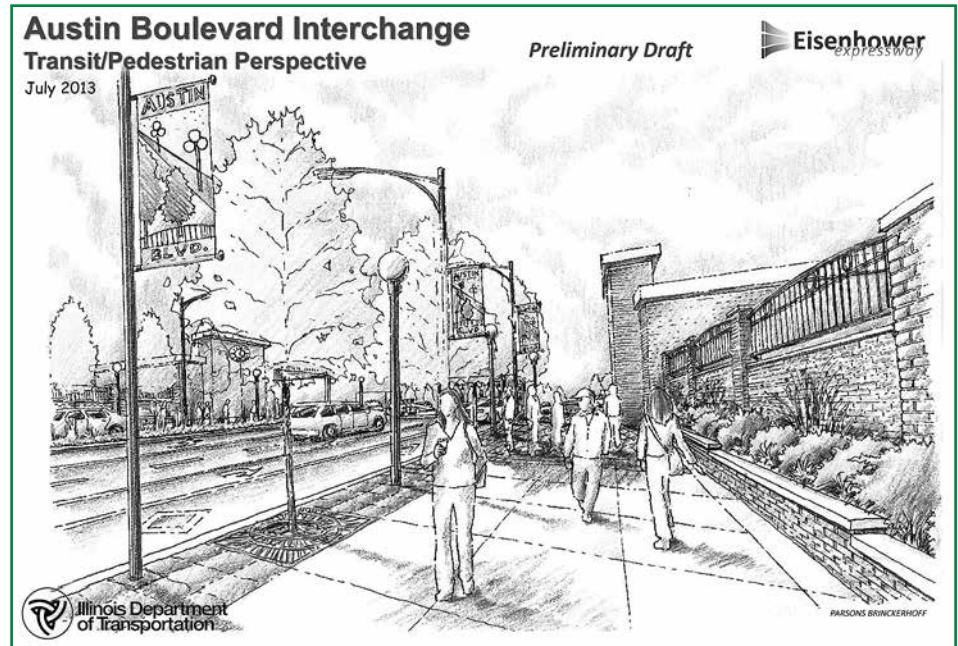 Austin Boulevard Interchange
Transit/Pedestrian Perspective
July 2013
Preliminary Draft
Eisenhower
expressway
AUSTIN
BLVD.
AUSTIN
Illinois Department
of Transportation
PARSONS BRINCKERHOFF